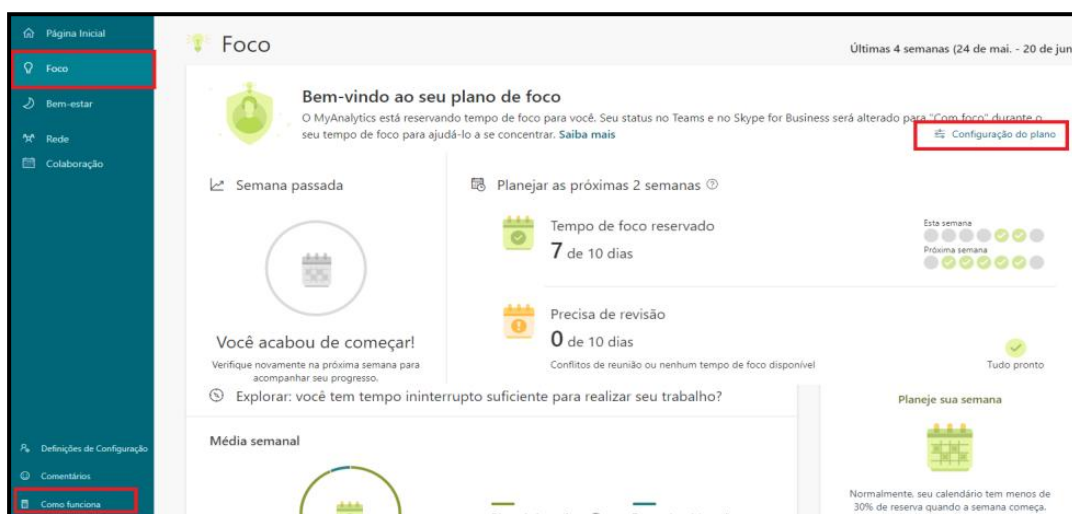 Página Inicial
Foco
Bem-estar
Rede
Colaboração
Definições de Configuração
Comentários
Como funciona
Foco
Últimas 4 semanas (24 de mai. - 20 de jun
Bem-vindo ao seu plano de foco
O MyAnalytics está reservando tempo de foco para você. Seu status no Teams e no Skype for Business será alterado para "Com foco" durante o
seu tempo de foco para ajudá-lo a se concentrar. Saiba mais
Configuração do plano
Semana passada
Você acabou de começar!
Verifique novamente na próxima semana para
acompanhar seu progresso.
Planejar as próximas 2 semanas
Tempo de foco reservado
7 de 10 dias
Esta semana
Próxima semana
Precisa de revisão
0 de 10 dias
Conflitos de reunião ou nenhum tempo de foco disponível
Tudo pronto
Explorar: você tem tempo ininterrupto suficiente para realizar seu trabalho?
Média semanal
Planeje sua semana
Normalmente, seu calendário tem menos de
30% de reserva quando a semana começa.